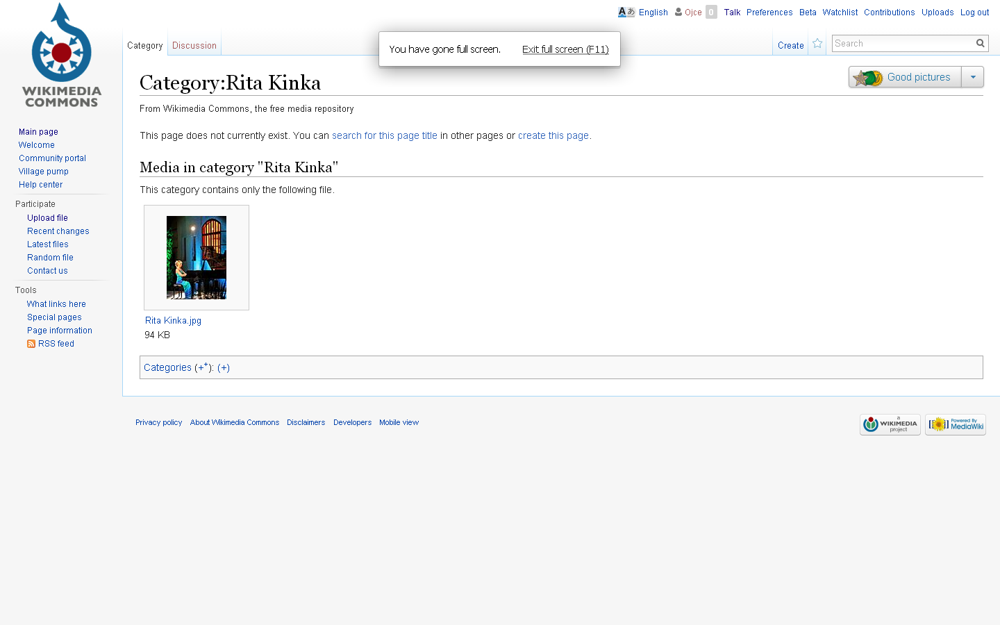 English Ojce 0 Talk Preferences Beta Watchlist Contributions Uploads Log out
Category Discussion
You have gone full screen. Exit full screen (F11)
Create Search
WIKIMEDIA
COMMONS
Category:Rita Kinka
Good pictures
From Wikimedia Commons, the free media repository
This page does not currently exist. You can search for this page title in other pages or create this page.
Main page
Welcome
Community portal
Village pump
Help center
Participate
Upload file
Recent changes
Latest files
Random file
Contact us
Tools
What links here
Special pages
Page information
RSS feed
Media in category "Rita Kinka"
This category contains only the following file.
Rita Kinka.jpg
94 KB
Categories (+⁺): (+)
Privacy policy About Wikimedia Commons Disclaimers Developers Mobile view
a
WIKIMEDIA
project
Powered By
MediaWiki